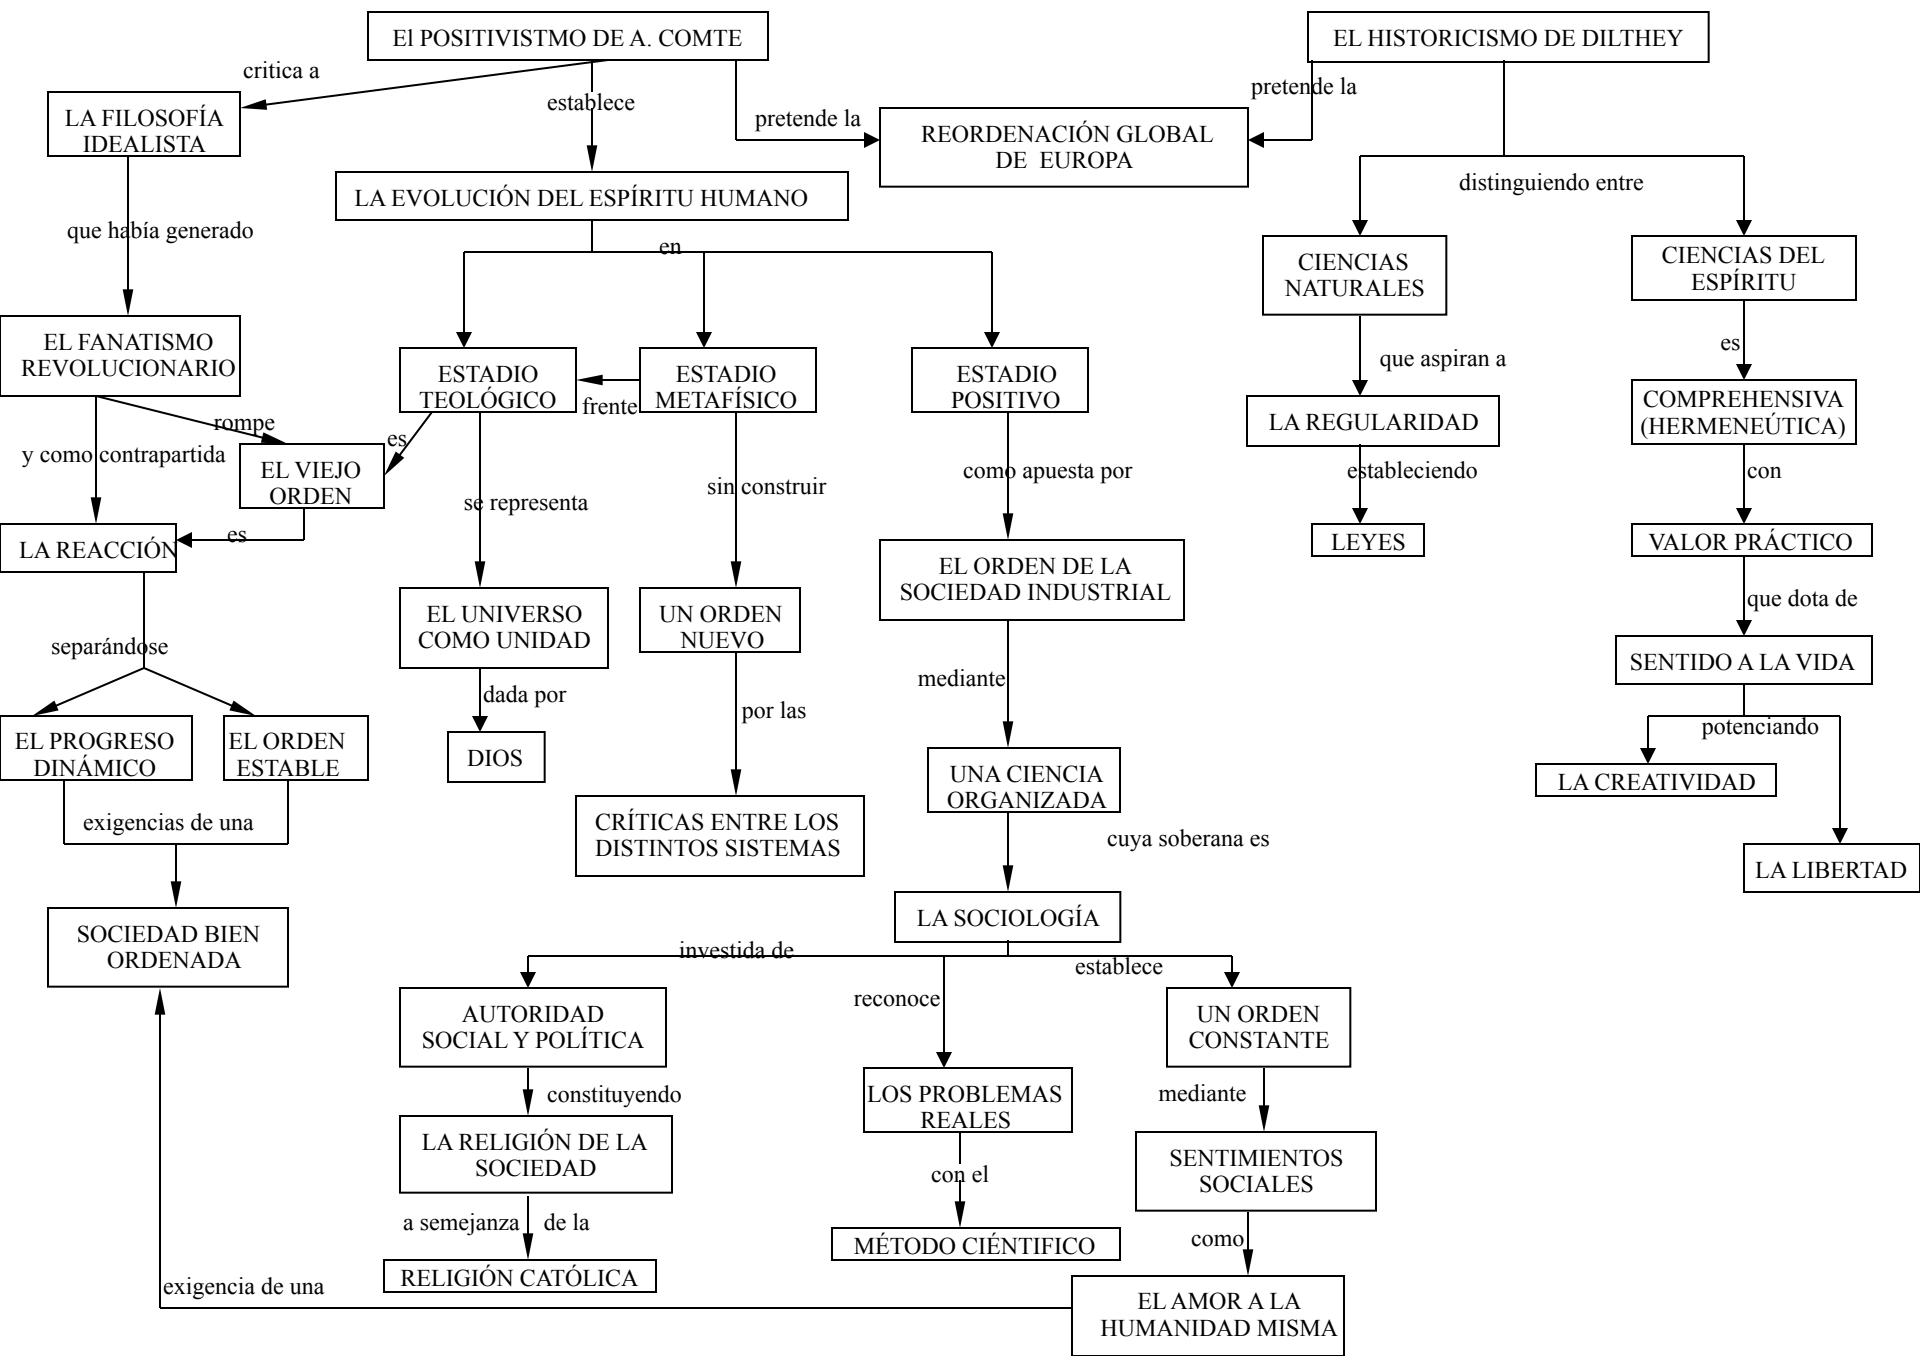 El POSITIVISTMO DE A. COMTE
EL HISTORICISMO DE DILTHEY
critica a
establece
pretende la
pretende la
LA FILOSOFÍA
IDEALISTA
REORDENACIÓN GLOBAL
DE EUROPA
LA EVOLUCIÓN DEL ESPÍRITU HUMANO
distinguiendo entre
que había generado
en
CIENCIAS
NATURALES
CIENCIAS DEL
ESPÍRITU
EL FANATISMO
REVOLUCIONARIO
ESTADIO
TEOLÓGICO
frente
ESTADIO
METAFÍSICO
ESTADIO
POSITIVO
que aspiran a
es
LA REGULARIDAD
COMPREHENSIVA
(HERMENEÚTICA)
rompe
es
y como contrapartida
EL VIEJO
ORDEN
se representa
sin construir
como apuesta por
estableciendo
con
es
LA REACCIÓN
LEYES
VALOR PRÁCTICO
EL ORDEN DE LA
SOCIEDAD INDUSTRIAL
EL UNIVERSO
COMO UNIDAD
UN ORDEN
NUEVO
que dota de
separándose
SENTIDO A LA VIDA
dada por
por las
mediante
potenciando
EL PROGRESO
DINÁMICO
EL ORDEN
ESTABLE
DIOS
UNA CIENCIA
ORGANIZADA
LA CREATIVIDAD
exigencias de una
CRÍTICAS ENTRE LOS
DISTINTOS SISTEMAS
cuya soberana es
LA LIBERTAD
SOCIEDAD BIEN
ORDENADA
LA SOCIOLOGÍA
investida de
reconoce
establece
AUTORIDAD
SOCIAL Y POLÍTICA
UN ORDEN
CONSTANTE
constituyendo
LOS PROBLEMAS
REALES
mediante
LA RELIGIÓN DE LA
SOCIEDAD
con el
SENTIMIENTOS
SOCIALES
a semejanza de la
MÉTODO CIÉNTIFICO
como
RELIGIÓN CATÓLICA
exigencia de una
EL AMOR A LA
HUMANIDAD MISMA